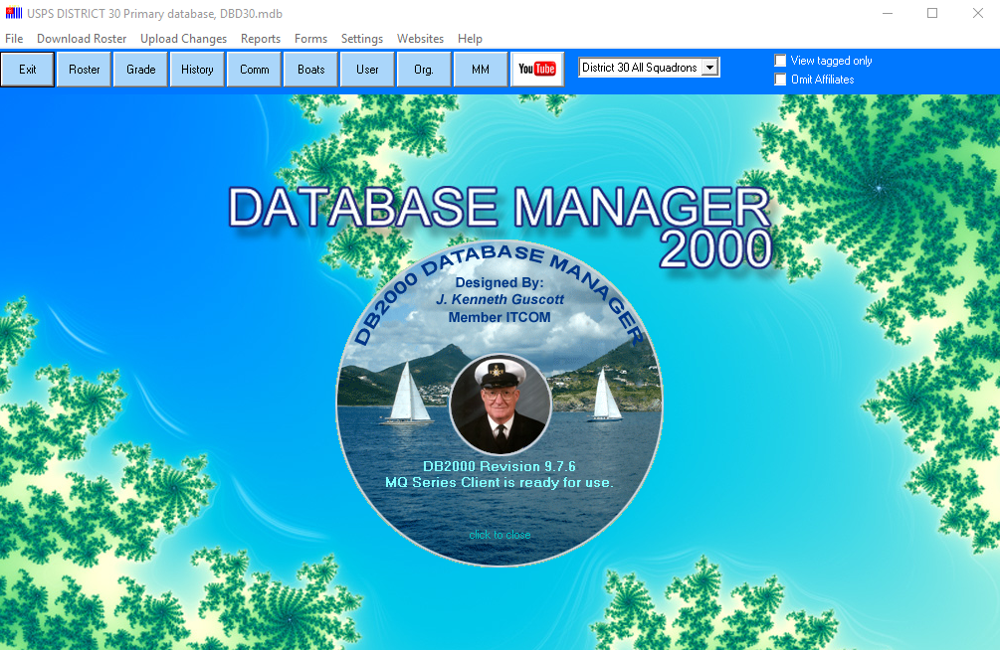 USPS DISTRICT 30 Primary database, DBD30.mdb
File Download Roster Upload Changes Reports Forms Settings Websites Help
Exit Roster Grade History Comm Boats User Org. MM YouTube District 30 All Squadrons
View tagged only
Omit Affiliates
DATABASE MANAGER
2000
DB2000 DATABASE MANAGER
Designed By:
J. Kenneth Guscott
Member ITCOM
DB2000 Revision 9.7.6
MQ Series Client is ready for use.
click to close